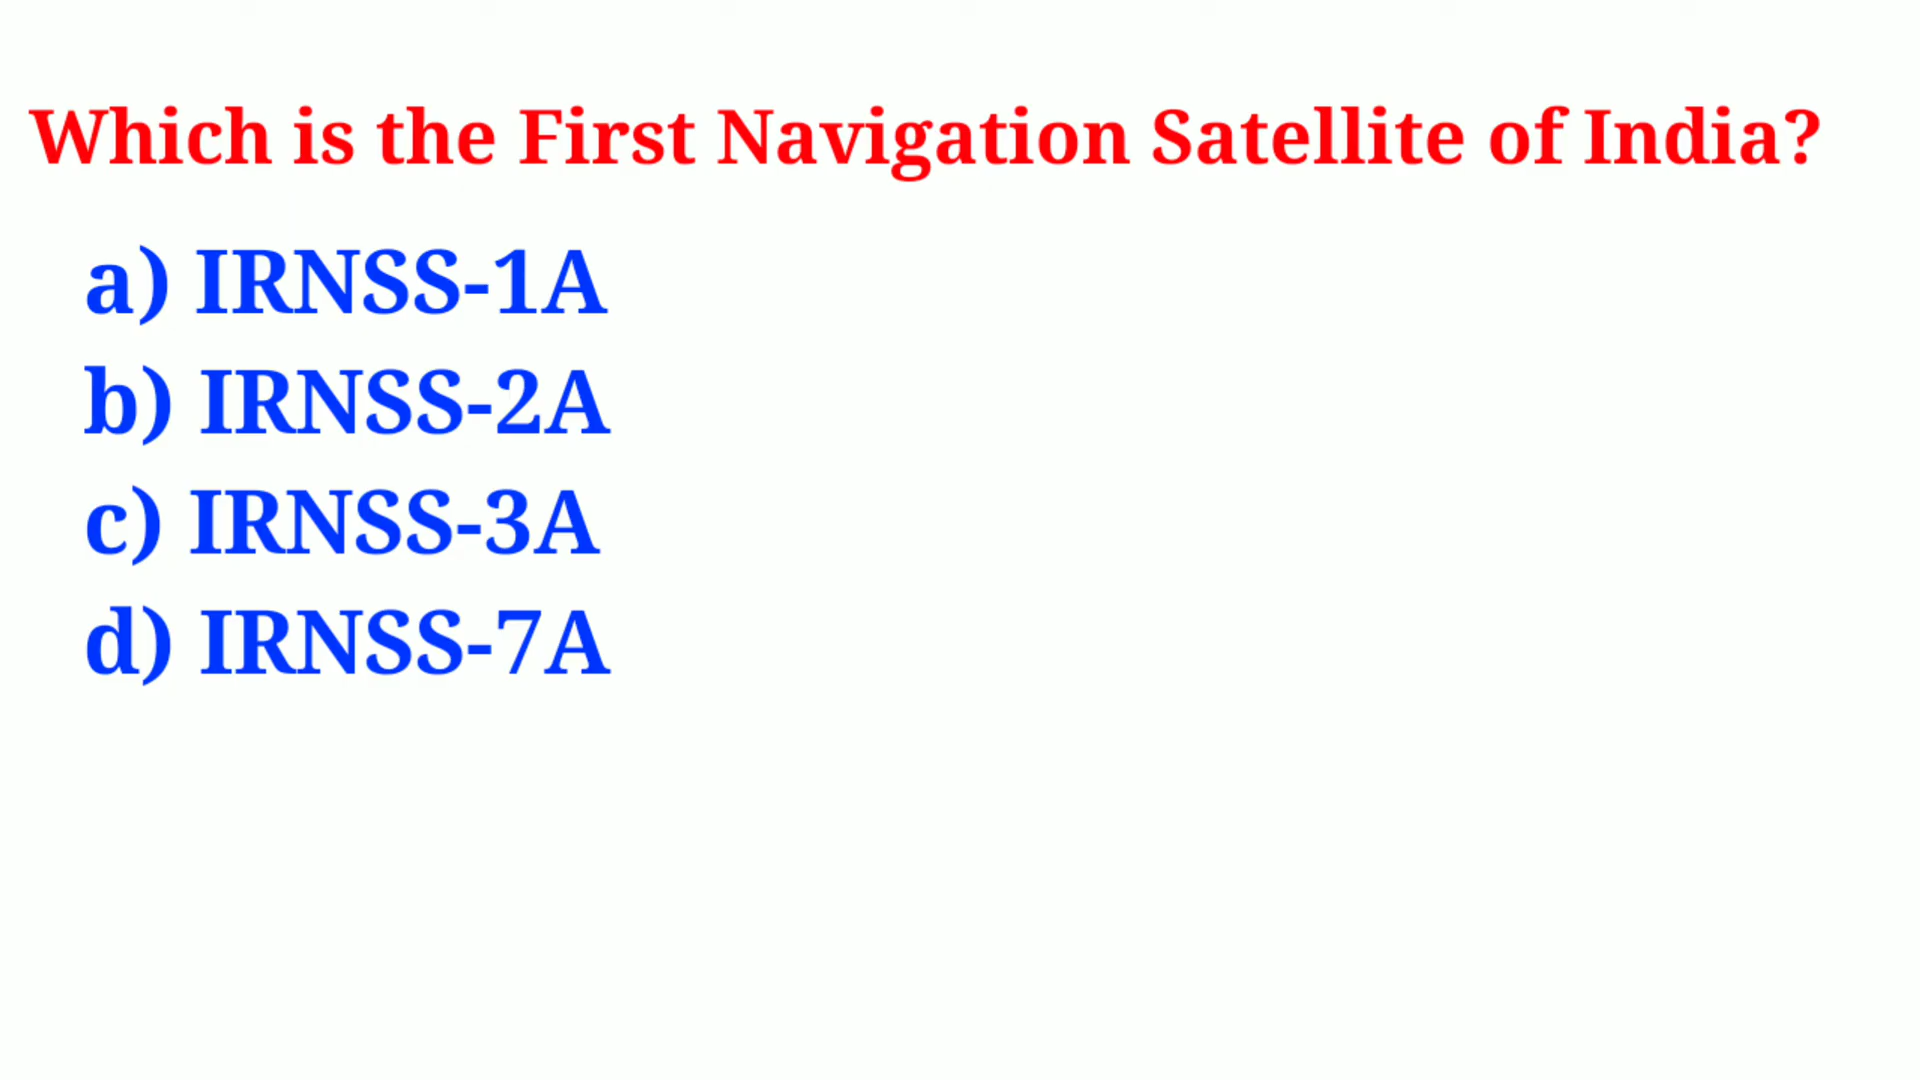 Which is the First Navigation Satellite of India?
a) IRNSS-1A
b) IRNSS-2A
c) IRNSS-3A
d) IRNSS-7A